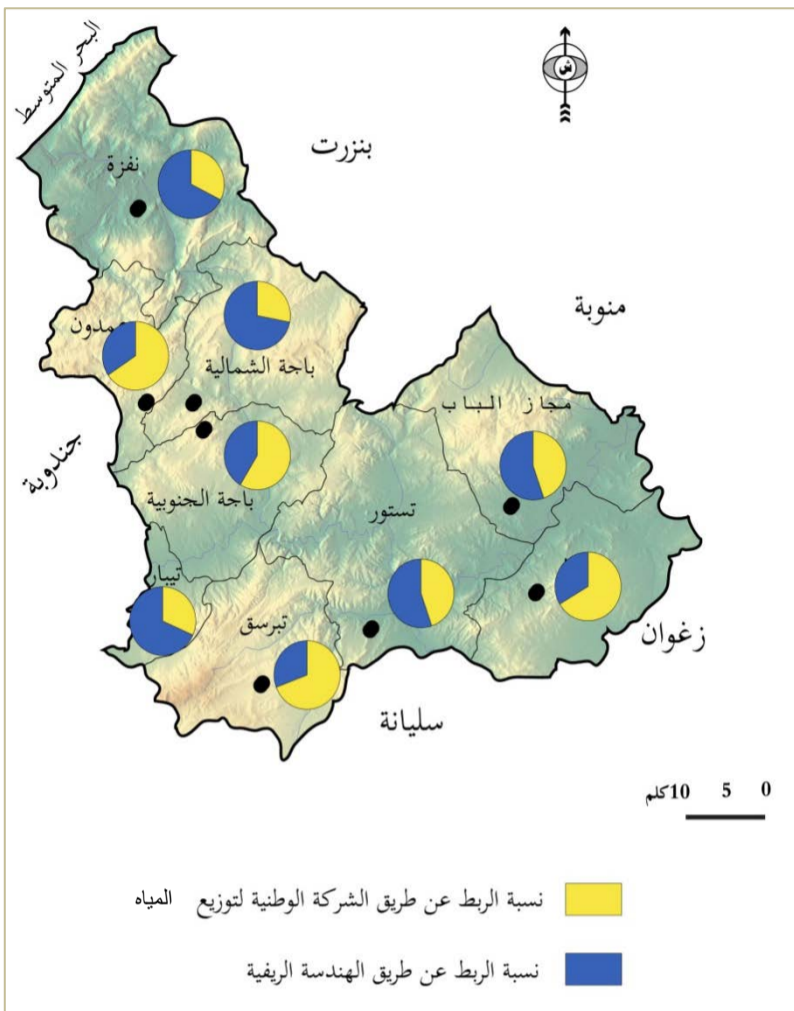 البحر المتوسط
ش
بنزرت
نفزة
منوبة
عمدون
باجة الشمالية
مجاز الباب
جندوبة
باجة الجنوبية
تستور
تيبار
تبرسق
زغوان
سليانة
0 5 10كلم
نسبة الربط عن طريق الشركة الوطنية لتوزيع المياه
نسبة الربط عن طريق الهندسة الريفية